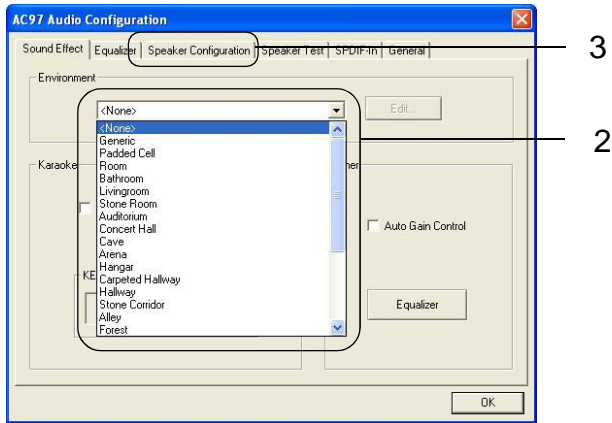 AC97 Audio Configuration
Sound Effect Equalizer Speaker Configuration Speaker Test SPDIF-In General
3
Environment
<None>
Edit...
2
<None>
Generic
Padded Cell
Room
Bathroom
Livingroom
Stone Room
Auditorium
Concert Hall
Cave
Arena
Hangar
Carpeted Hallway
Hallway
Stone Corridor
Alley
Forest
Karaoke
Auto Gain Control
KE
Equalizer
OK